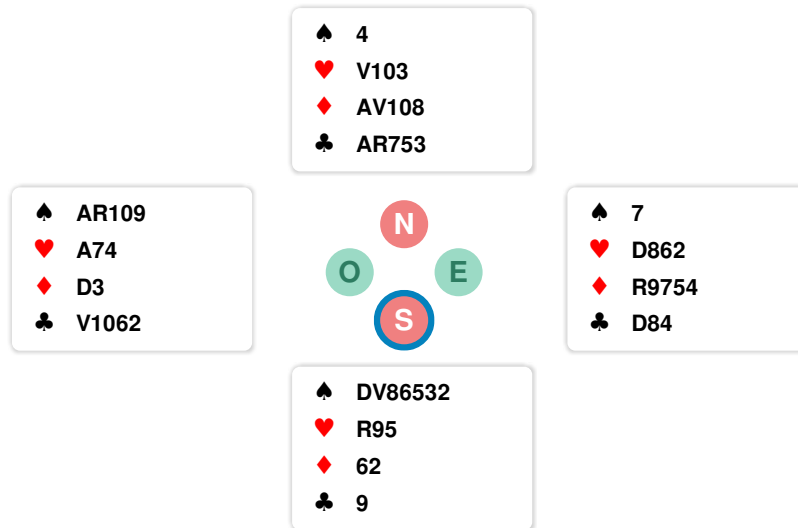 ♠ 4
♥ V103
♦ AV108
♣ AR753
♠ AR109
♥ A74
♦ D3
♣ V1062
N
O E
S
♠ 7
♥ D862
♦ R9754
♣ D84
♠ DV86532
♥ R95
♦ 62
♣ 9